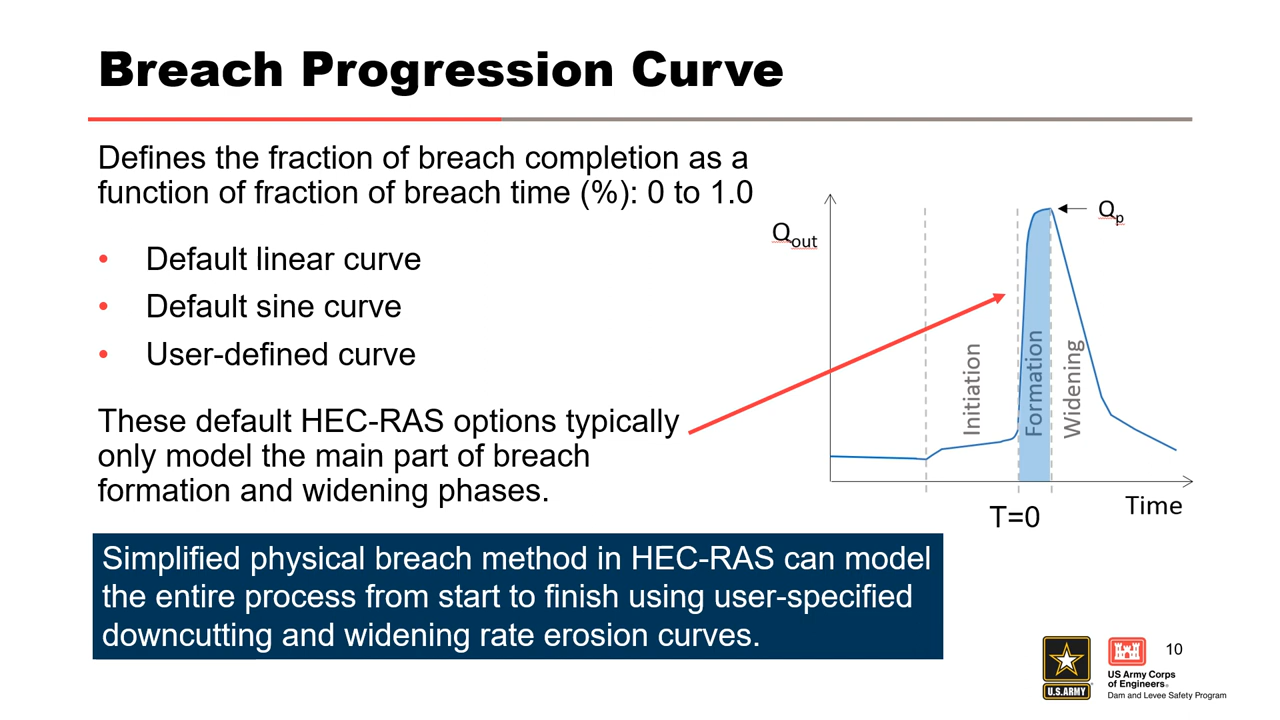 Breach Progression Curve
Defines the fraction of breach completion as a
function of fraction of breach time (%): 0 to 1.0
• Default linear curve
• Default sine curve
• User-defined curve
These default HEC-RAS options typically
only model the main part of breach
formation and widening phases.
Simplified physical breach method in HEC-RAS can model
the entire process from start to finish using user-specified
downcutting and widening rate erosion curves.
Qout
Qp
Initiation
Formation
Widening
Time
T=0
U.S.ARMY
US Army Corps
of Engineers®
Dam and Levee Safety Program
10